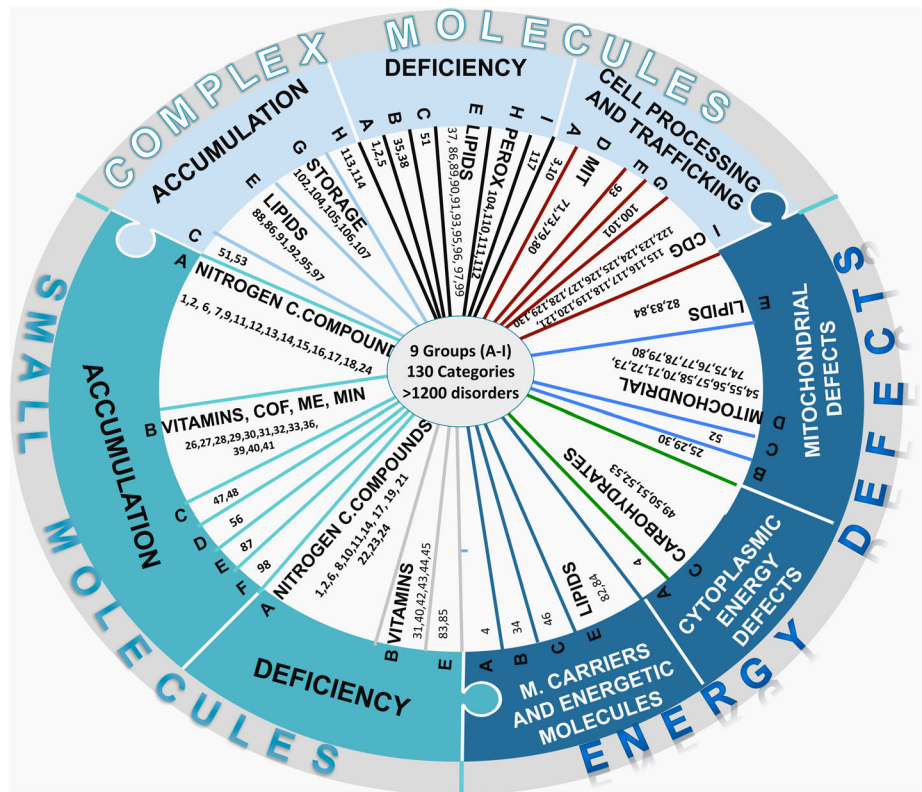 COMPLEX MOLECULES
ACCUMULATION
DEFICIENCY
CELL PROCESSING
AND TRAFFICKING
C
51,53
E
LIPIDS
88,86,91,92,95,97
G
STORAGE
102,104,105,106,107
H
113,114
A
1,2,5
B
35,38
C
51
E
LIPIDS
37, 86,89,90,91,93,95,96, 97,99
H
PEROX
104,110,111,112
I
117
A
3,10
D
MIT
71,73,79,80
E
93
G
100-101
I
CDG
115,116,117,118,119,120,121,
122,123,124,125,126,127,128,129,130
ENERGY DEFECTS
MITOCHONDRIAL
DEFECTS
E
LIPIDS
82,83,84
D
MITOCHONDRIAL
54,55,56,57,58,70,71,72,73,
74,75,76,77,78,79,80
C
52
B
25,29,30
CYTOPLASMIC
ENERGY
DEFECTS
C
CARBOHYDRATES
49,50,51,52,53
A
4
M. CARRIERS
AND ENERGETIC
MOLECULES
E
LIPIDS
82,84
C
46
B
34
A
4
SMALL MOLECULES
DEFICIENCY
E
83,85
B
VITAMINS
31,40,42,43,44,45
A
NITROGEN C.COMPOUNDS
1,2,6, 8,10,11,14, 17, 19, 21
22,23,24
ACCUMULATION
F
98
E
87
D
56
C
47,48
B
VITAMINS, COF, ME, MIN
26,27,28,29,30,31,32,33,36,
39,40,41
A
NITROGEN C.COMPOUND
1,2, 6, 7,9,11,12,13,14,15,16,17,18,24
9 Groups (A-I)
130 Categories
>1200 disorders